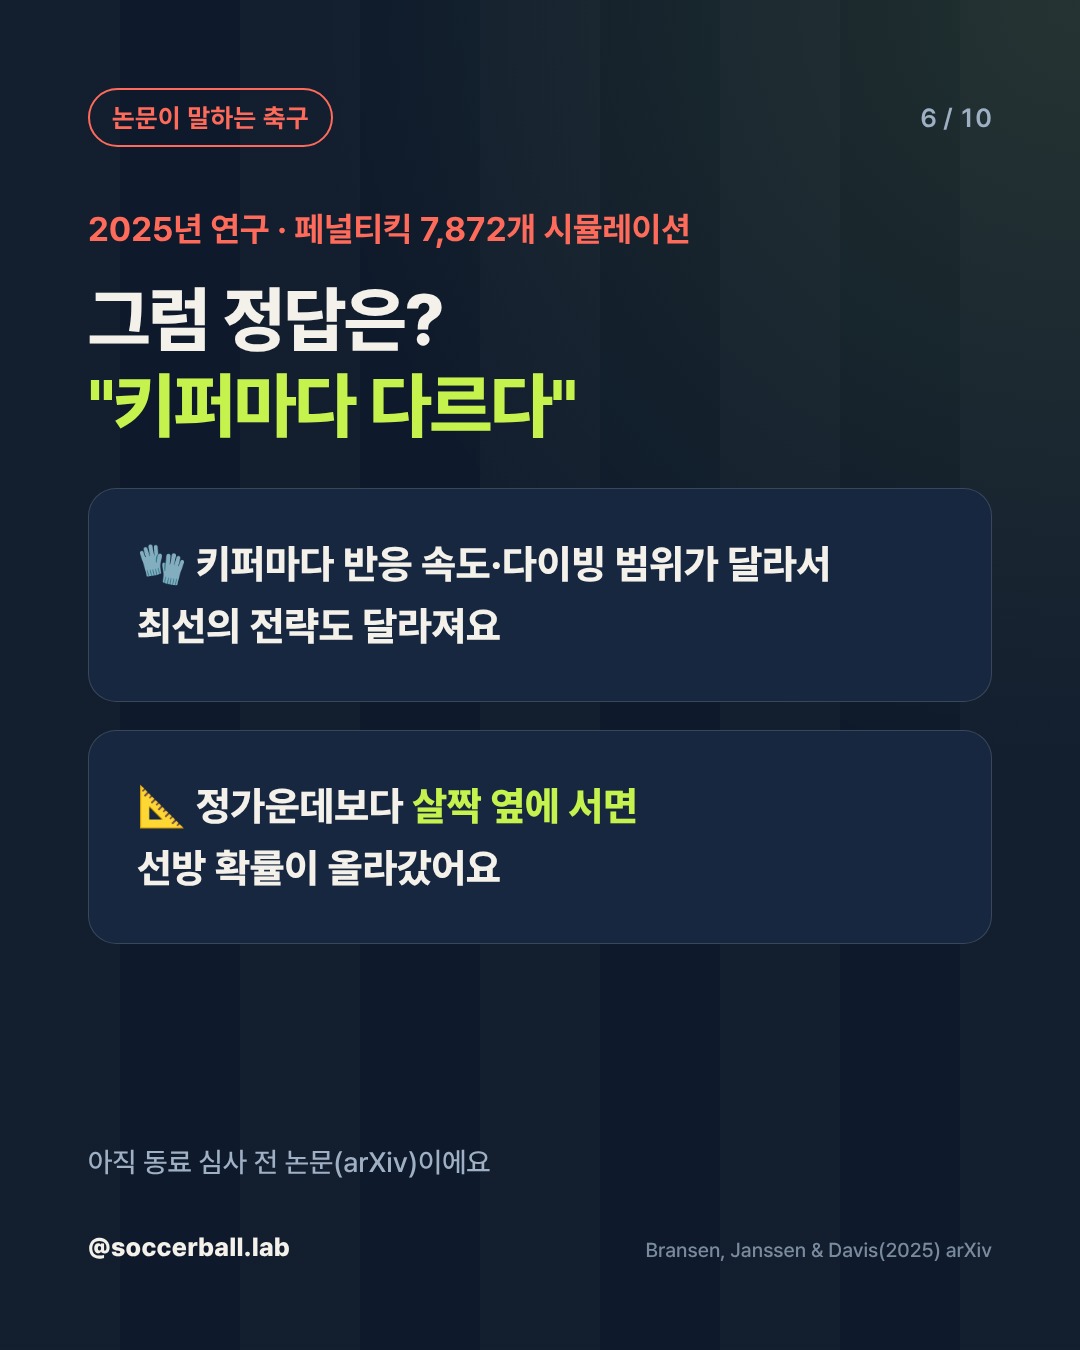 논문이 말하는 축구
6 / 10
2025년 연구 · 페널티킥 7,872개 시뮬레이션
그럼 정답은?
"키퍼마다 다르다"
🧤 키퍼마다 반응 속도·다이빙 범위가 달라서
최선의 전략도 달라져요
📐 정가운데보다 살짝 옆에 서면
선방 확률이 올라갔어요
아직 동료 심사 전 논문(arXiv)이에요
@soccerball.lab
Bransen, Janssen & Davis(2025) arXiv